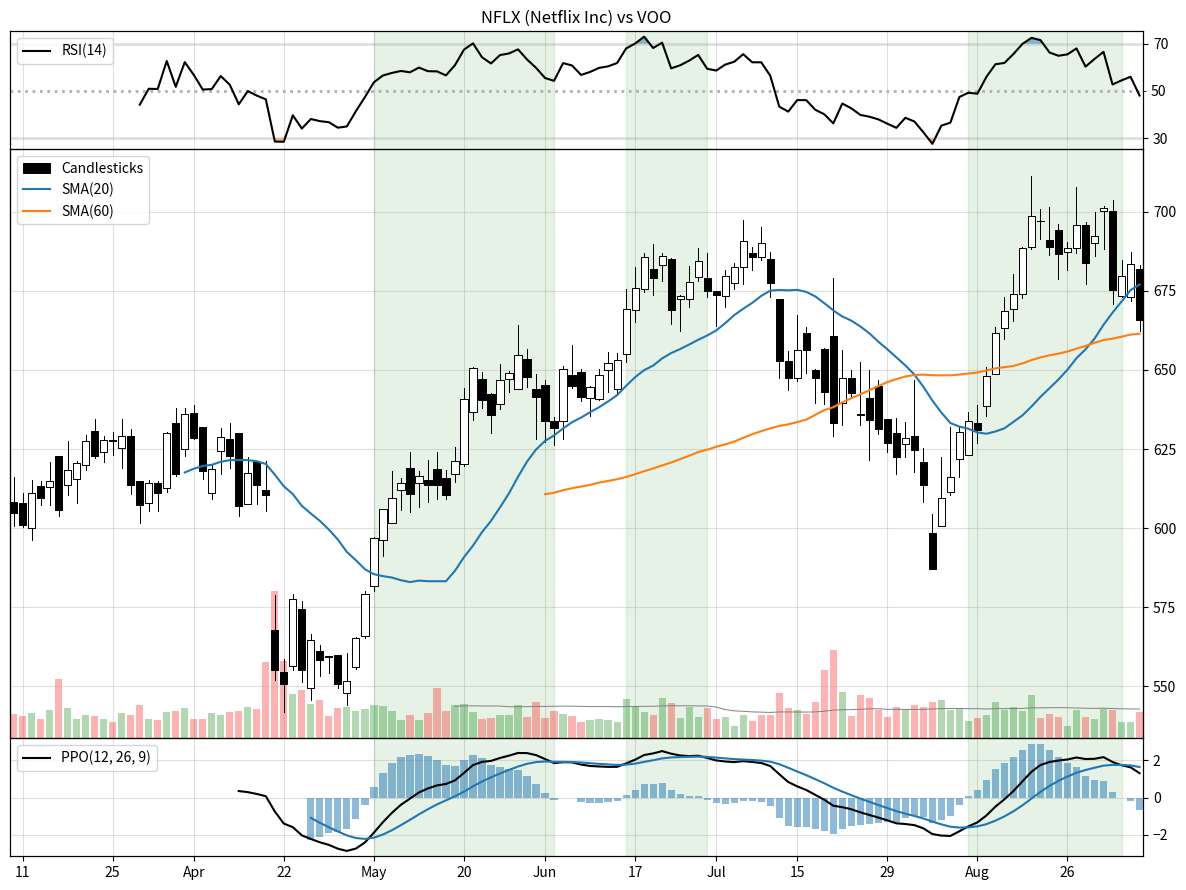 NFLX (Netflix Inc) vs VOO
RSI(14)
70
50
30
Candlesticks
SMA(20)
SMA(60)
700
675
650
625
600
575
550
PPO(12, 26, 9)
2
0
−2
11 25 Apr 22 May 20 Jun 17 Jul 15 29 Aug 26